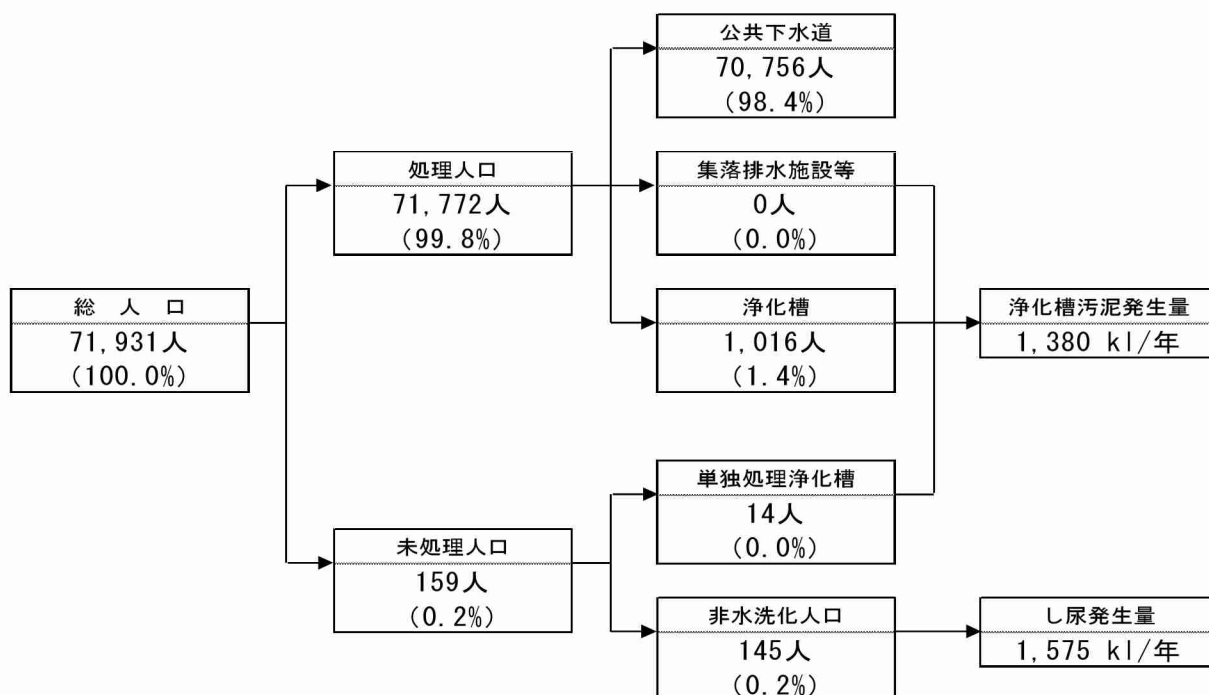 公共下水道
70,756人
(98.4%)
処理人口
71,772人
(99.8%)
集落排水施設等
0人
(0.0%)
総　人　口
71,931人
(100.0%)
浄化槽
1,016人
(1.4%)
浄化槽汚泥発生量
1,380 kl/年
単独処理浄化槽
14人
(0.0%)
未処理人口
159人
(0.2%)
非水洗化人口
145人
(0.2%)
し尿発生量
1,575 kl/年